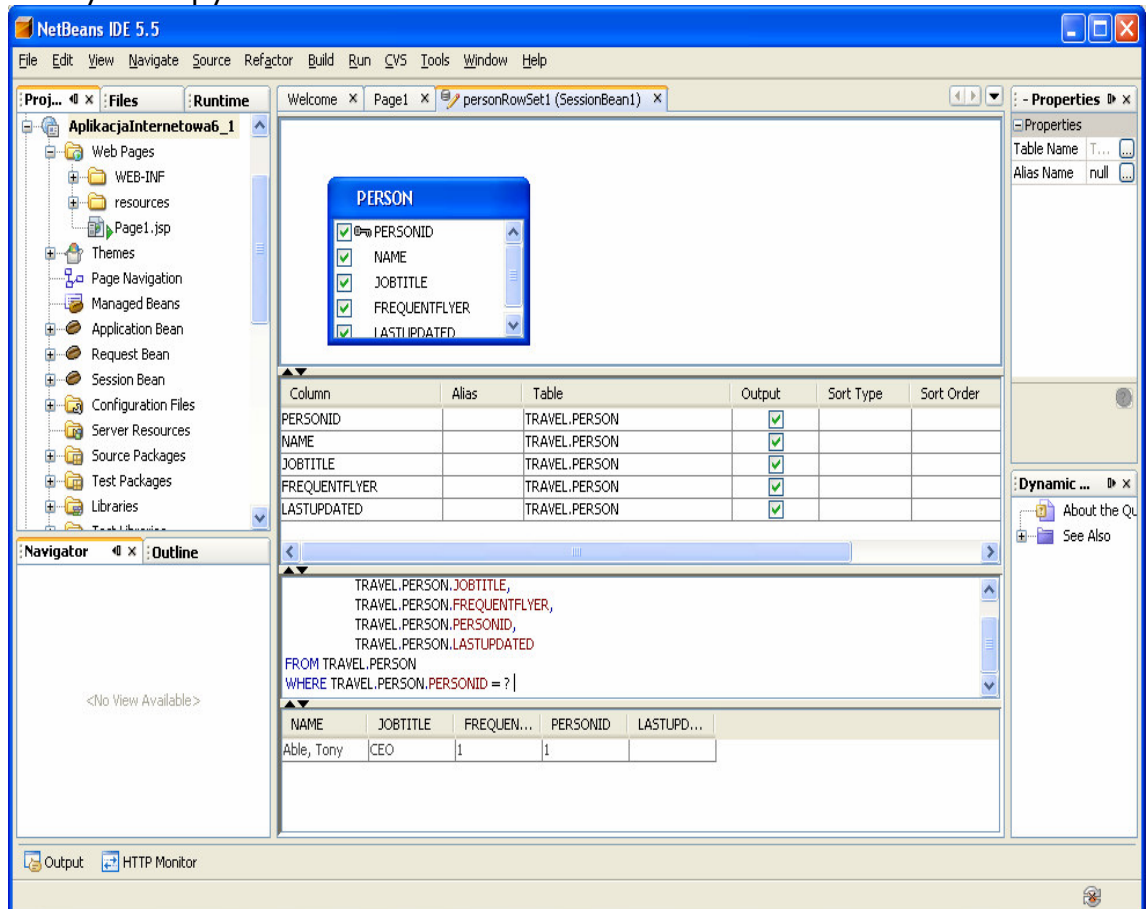 NetBeans IDE 5.5
File Edit View Navigate Source Refactor Build Run CVS Tools Window Help
Proj... Files Runtime
AplikacjaInternetowa6_1
Web Pages
WEB-INF
resources
Page1.jsp
Themes
Page Navigation
Managed Beans
Application Bean
Request Bean
Session Bean
Configuration Files
Server Resources
Source Packages
Test Packages
Libraries
Test Libraries
Navigator Outline
<No View Available>
Welcome Page1 personRowSet1 (SessionBean1)
PERSON
PERSONID
NAME
JOBTITLE
FREQUENTFLYER
LASTUPDATED
Column Alias Table Output Sort Type Sort Order
PERSONID TRAVEL.PERSON
NAME TRAVEL.PERSON
JOBTITLE TRAVEL.PERSON
FREQUENTFLYER TRAVEL.PERSON
LASTUPDATED TRAVEL.PERSON
TRAVEL.PERSON.JOBTITLE,
TRAVEL.PERSON.FREQUENTFLYER,
TRAVEL.PERSON.PERSONID,
TRAVEL.PERSON.LASTUPDATED
FROM TRAVEL.PERSON
WHERE TRAVEL.PERSON.PERSONID = ?
NAME JOBTITLE FREQUEN... PERSONID LASTUPD...
Able, Tony CEO 1 1
- Properties
Properties
Table Name T... ...
Alias Name null ...
Dynamic ...
About the Qu
See Also
Output HTTP Monitor